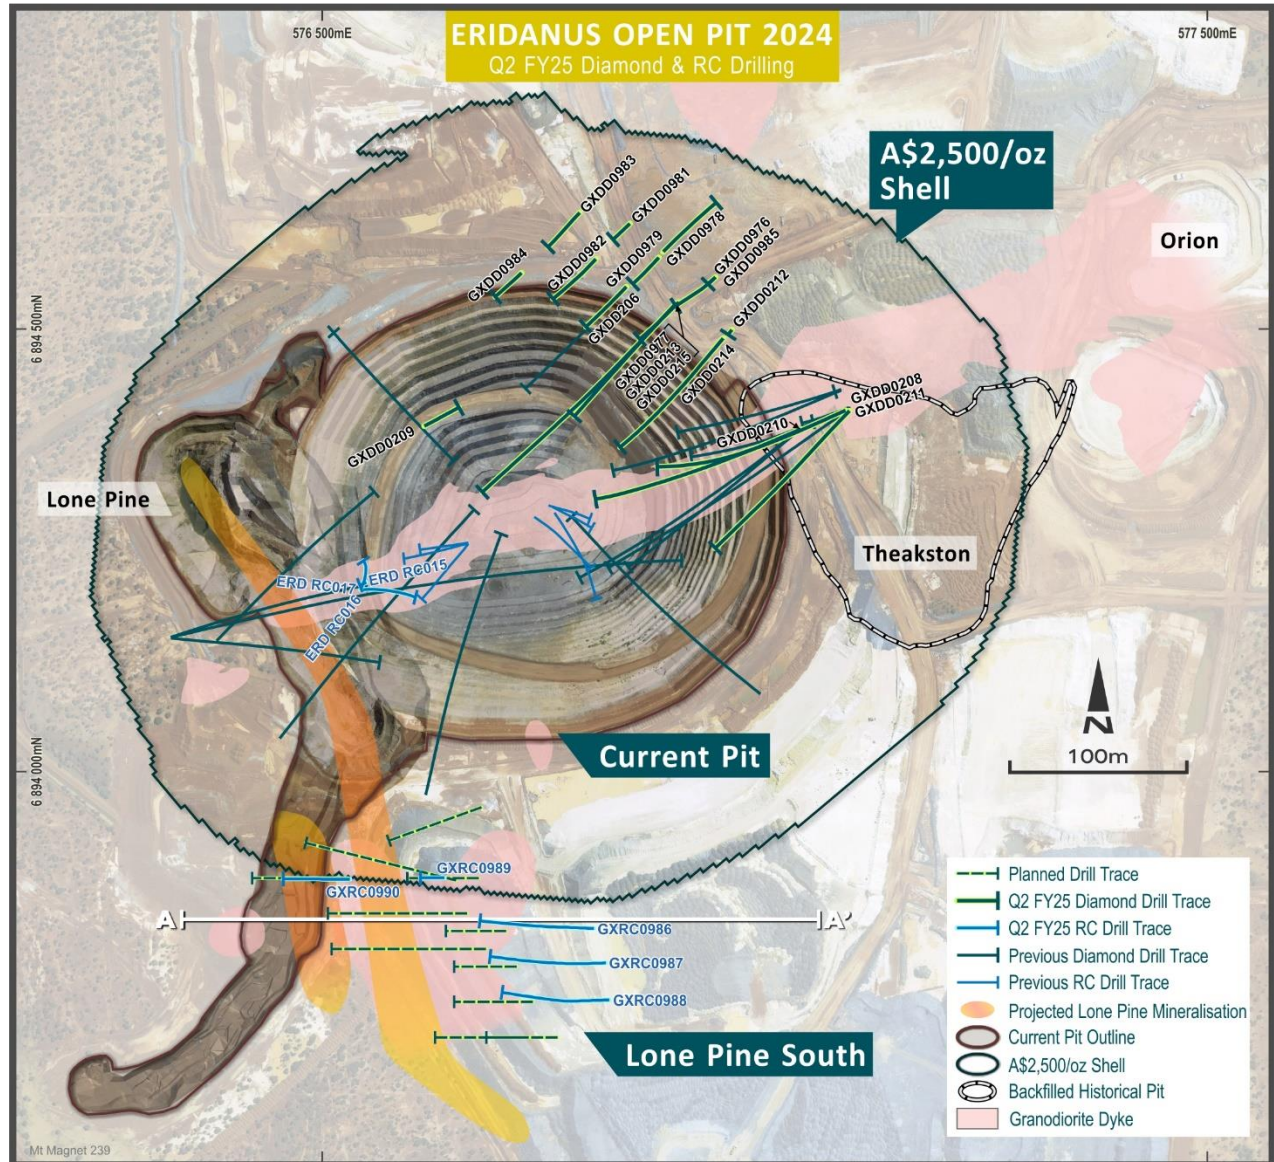 576 500mE
ERIDANUS OPEN PIT 2024
Q2 FY25 Diamond & RC Drilling
577 500mE
A$2,500/oz
Shell
GXDD0983
GXDD0981
GXDD0984
GXDD0982
GXDD0979
GXDD0978
GXDD0976
GXDD0985
GXDD0212
Orion
6 894 500mN
GXDD206
GXDD0977
GXDD0213
GXDD0215
GXDD0214
GXDD0208
GXDD0211
GXDD0210
GXDD0209
Lone Pine
Theakston
ERD RC017
ERD RC015
ERD RC016
N
100m
6 894 000mN
Current Pit
GXRC0989
GXRC0990
A
A'
GXRC0986
GXRC0987
GXRC0988
Lone Pine South
Planned Drill Trace
Q2 FY25 Diamond Drill Trace
Q2 FY25 RC Drill Trace
Previous Diamond Drill Trace
Previous RC Drill Trace
Projected Lone Pine Mineralisation
Current Pit Outline
A$2,500/oz Shell
Backfilled Historical Pit
Granodiorite Dyke
Mt Magnet 239